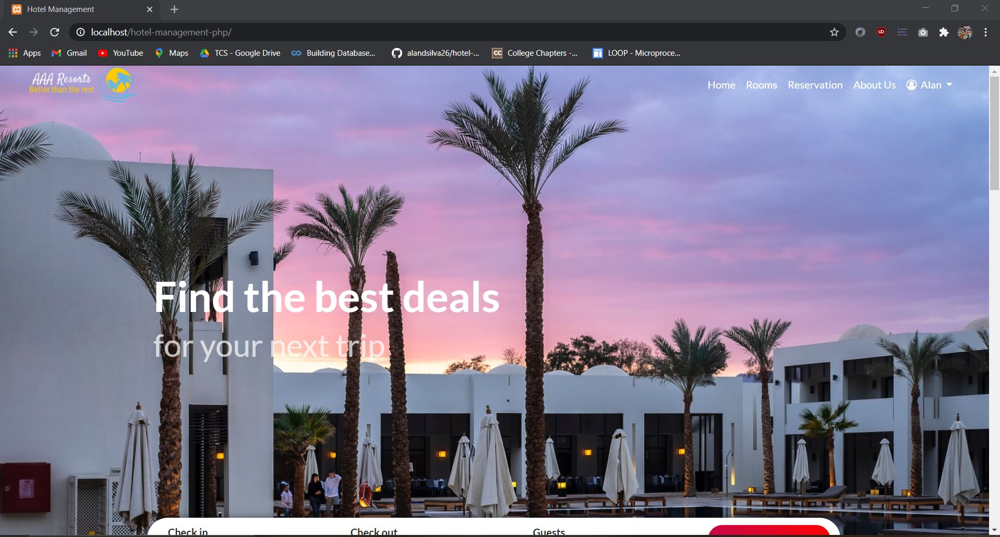 Hotel Management
localhost/hotel-management-php/
Apps Gmail YouTube Maps TCS - Google Drive Building Database... alandsilva26/hotel-... College Chapters -... LOOP - Microproce...
AAA Resorts
Better than the rest
Home Rooms Reservation About Us Alan
Find the best deals
for your next trip
TOWE
Check in Check out Guests